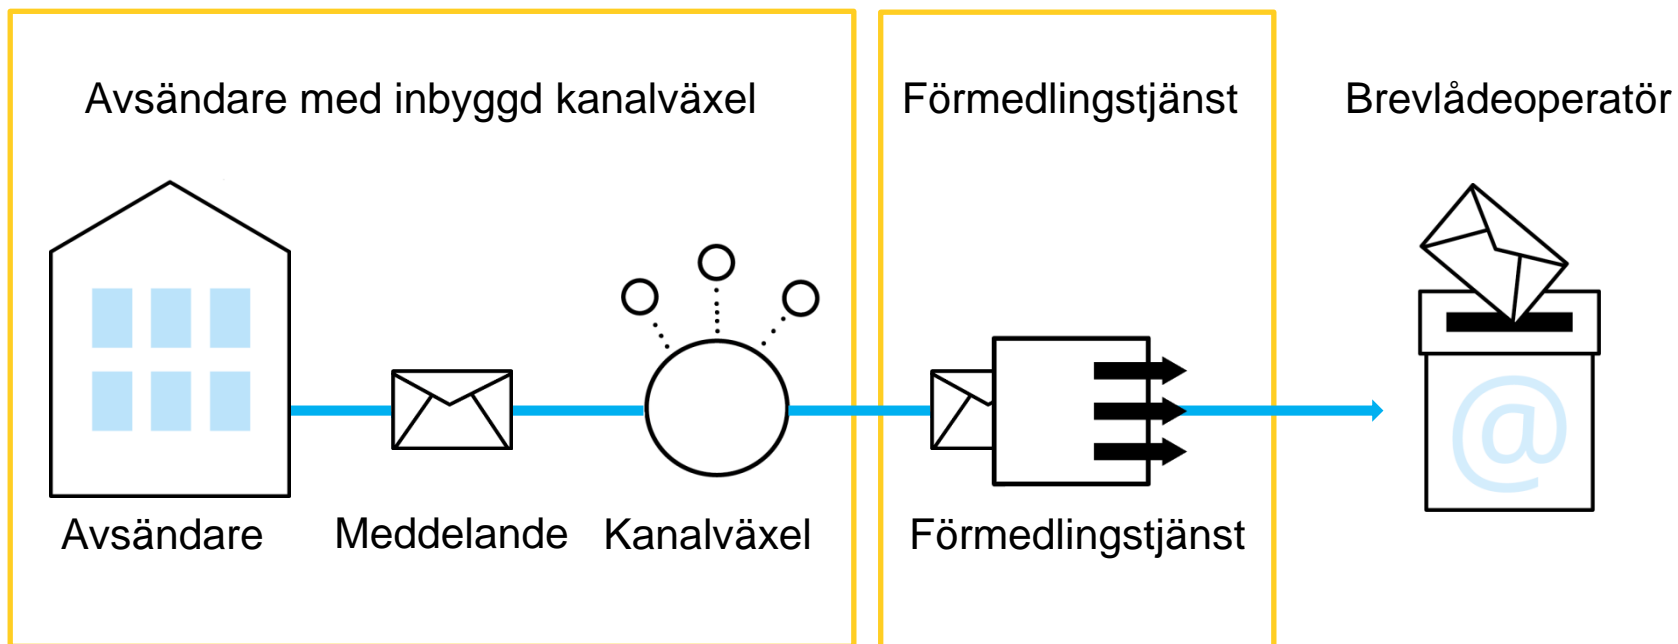 Avsändare med inbyggd kanalväxel
Förmedlingstjänst
Brevlådeoperatör
@
Avsändare
Meddelande
Kanalväxel
Förmedlingstjänst